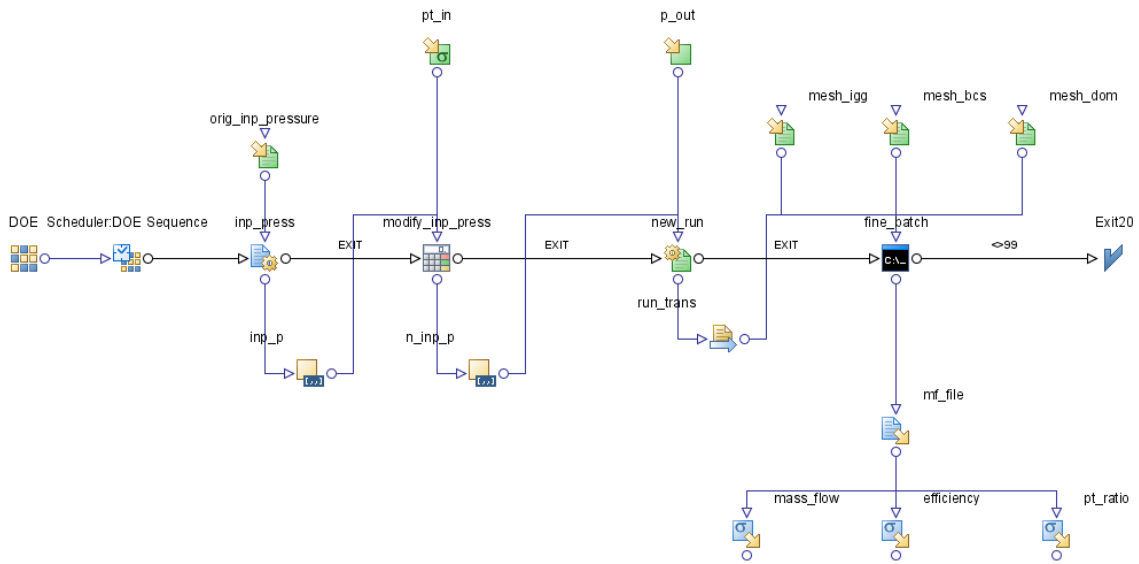 pt_in
p_out
mesh_igg
mesh_bcs
mesh_dom
orig_inp_pressure
DOE
Scheduler:DOE Sequence
inp_press
modify_inp_press
new_run
fine_batch
Exit20
EXIT
EXIT
EXIT
<>99
C:\_
run_trans
inp_p
n_inp_p
mf_file
mass_flow
efficiency
pt_ratio